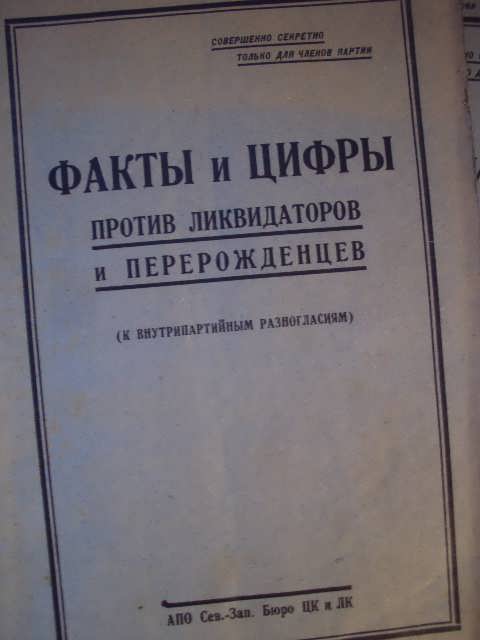 СОВЕРШЕННО СЕКРЕТНО
ТОЛЬКО ДЛЯ ЧЛЕНОВ ПАРТИИ
ФАКТЫ и ЦИФРЫ
ПРОТИВ ЛИКВИДАТОРОВ
и ПЕРЕРОЖДЕНЦЕВ
(К ВНУТРИПАРТИЙНЫМ РАЗНОГЛАСИЯМ)
АПО Сев.-Зап. Бюро ЦК и ЛК